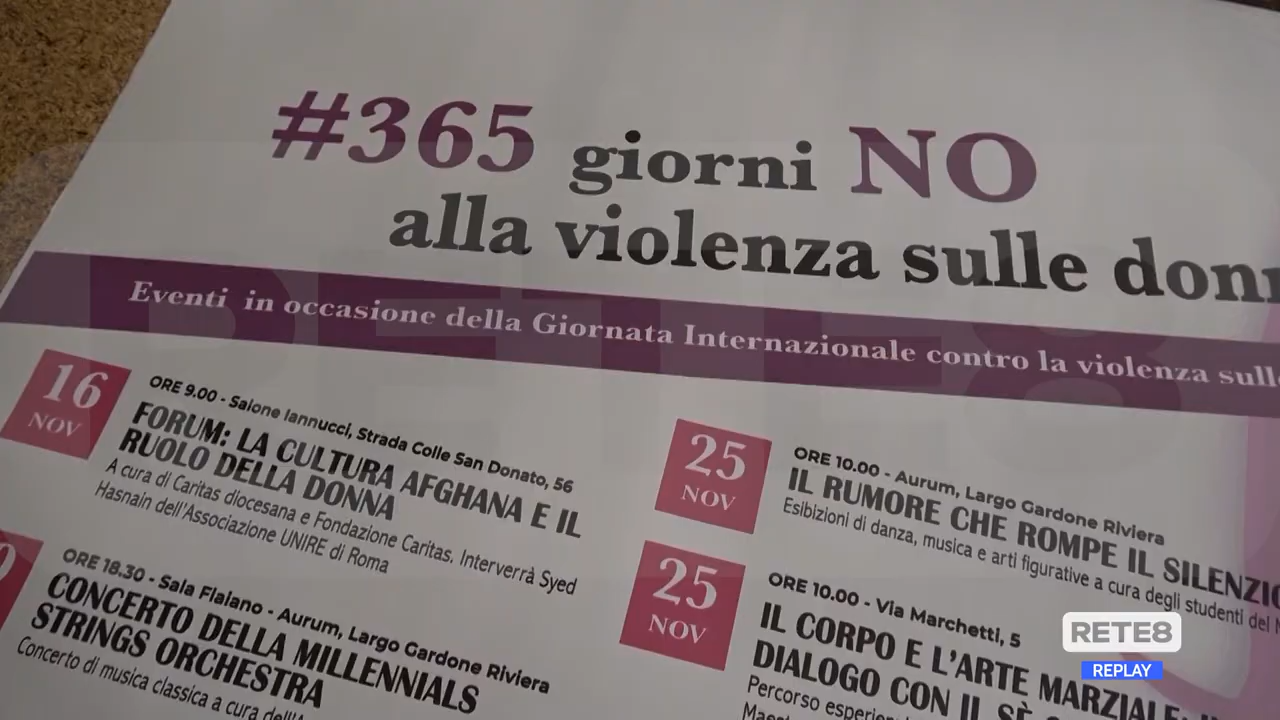 #365 giorni NO
alla violenza sulle
Eventi in occasione della Giornata Internazionale contro la violenza
16
NOV
ORE 9.00 - Salone Iannucci, Strada Colle San Donato, 56
FORUM: LA CULTURA AFGHANA E IL
RUOLO DELLA DONNA
A cura di Caritas diocesana e Fondazione Caritas. Interverrà Syed
Hasnain dell'Associazione UNIRE di Roma
ORE 18.30 - Sala Flaiano - Aurum, Largo Gardone Riviera
CONCERTO DELLA MILLENNIALS
STRINGS ORCHESTRA
Concerto di musica classica a cura
25
NOV
ORE 10.00 - Aurum, Largo Gardone Riviera
IL RUMORE CHE ROMPE IL SILENZIO
Esibizioni di danza, musica e arti figurative a cura degli studenti del
25
NOV
ORE 10.00 - Via Marchetti, 5
IL CORPO E L'ARTE MARZIALE:
DIALOGO CON IL SÈ
Percorso
RETE8
REPLAY